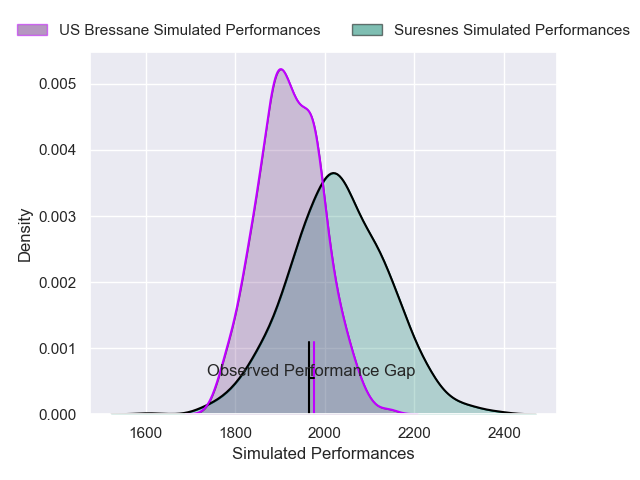 US Bressane Simulated Performances
Suresnes Simulated Performances
0.005
0.004
0.003
0.002
0.001
0.000
Density
Observed Performance Gap
1600
1800
2000
2200
2400
Simulated Performances